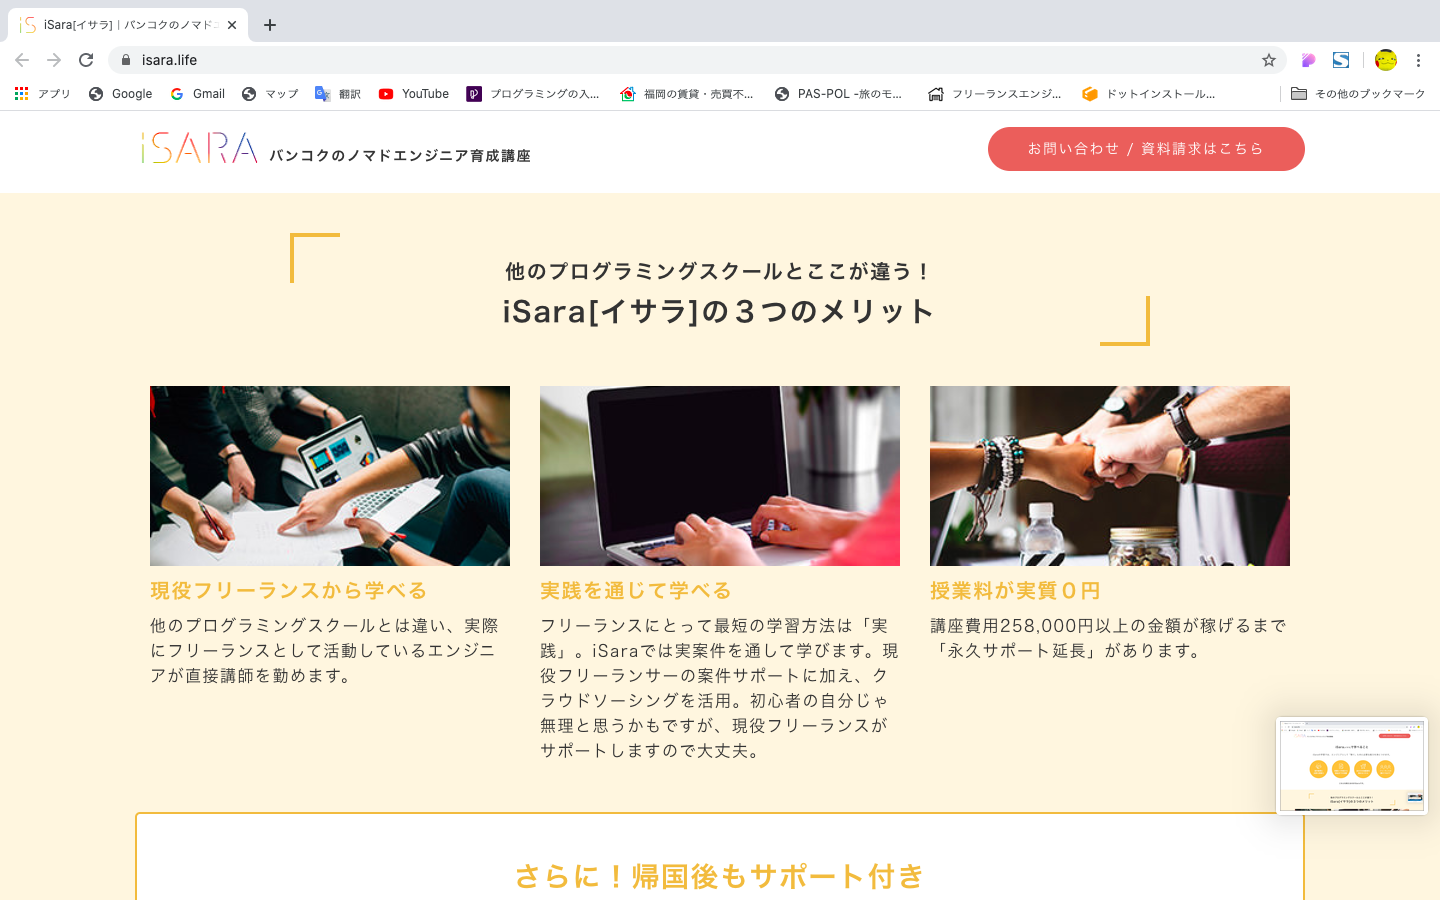 iSara[イサラ] | バンコクのノマド
isara.life
アプリ
Google
Gmail
マップ
翻訳
YouTube
プログラミングの入...
福岡の賃貸・売買不...
PAS-POL -旅のモ...
フリーランスエンジ...
ドットインストール...
その他のブックマーク
iSARA バンコクのノマドエンジニア育成講座
お問い合わせ / 資料請求はこちら
他のプログラミングスクールとここが違う！
iSara[イサラ]の３つのメリット
現役フリーランスから学べる
他のプログラミングスクールとは違い、実際
にフリーランスとして活動しているエンジニ
アが直接講師を勤めます。
実践を通じて学べる
フリーランスにとって最短の学習方法は「実
践」。iSaraでは実案件を通して学びます。現
役フリーランサーの案件サポートに加え、ク
ラウドソーシングを活用。初心者の自分じゃ
無理と思うかもですが、現役フリーランスが
サポートしますので大丈夫。
授業料が実質０円
講座費用258,000円以上の金額が稼げるまで
「永久サポート延長」があります。
さらに！帰国後もサポート付き